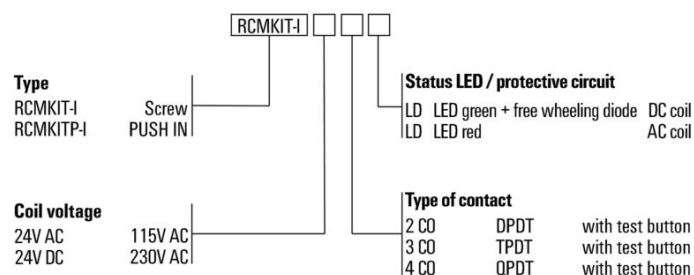 RCMKIT-I
Type
RCMKIT-I Screw
RCMKITP-I PUSH IN
Status LED / protective circuit
LD LED green + free wheeling diode DC coil
LD LED red AC coil
Coil voltage
24V AC 115V AC
24V DC 230V AC
Type of contact
2 CO DPDT with test button
3 CO TPDT with test button
4 CO QPDT with test button